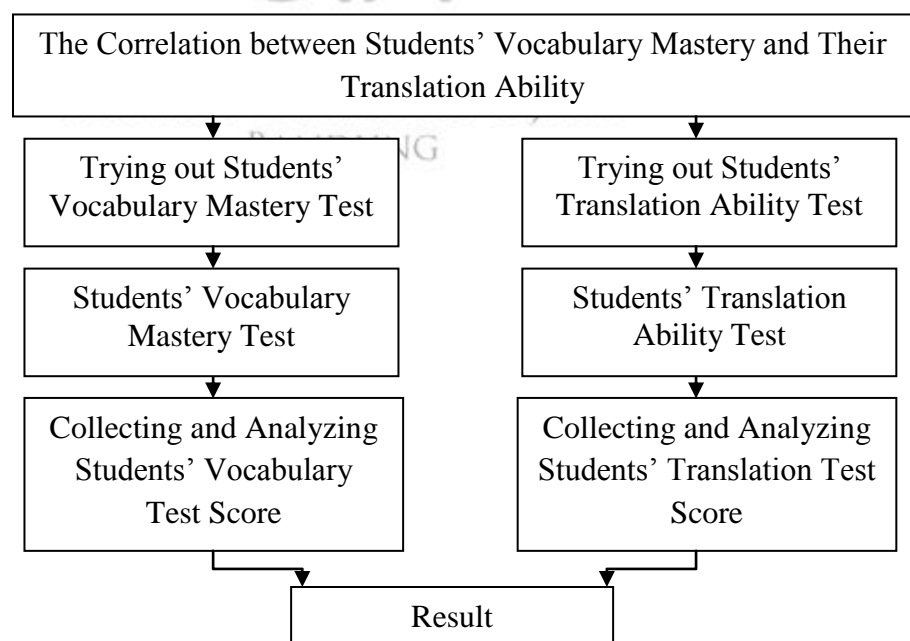 The Correlation between Students’ Vocabulary Mastery and Their
Translation Ability
Trying out Students’
Vocabulary Mastery Test
Trying out Students’
Translation Ability Test
Students’ Vocabulary
Mastery Test
Students’ Translation
Ability Test
Collecting and Analyzing
Students’ Vocabulary
Test Score
Collecting and Analyzing
Students’ Translation Test
Score
Result